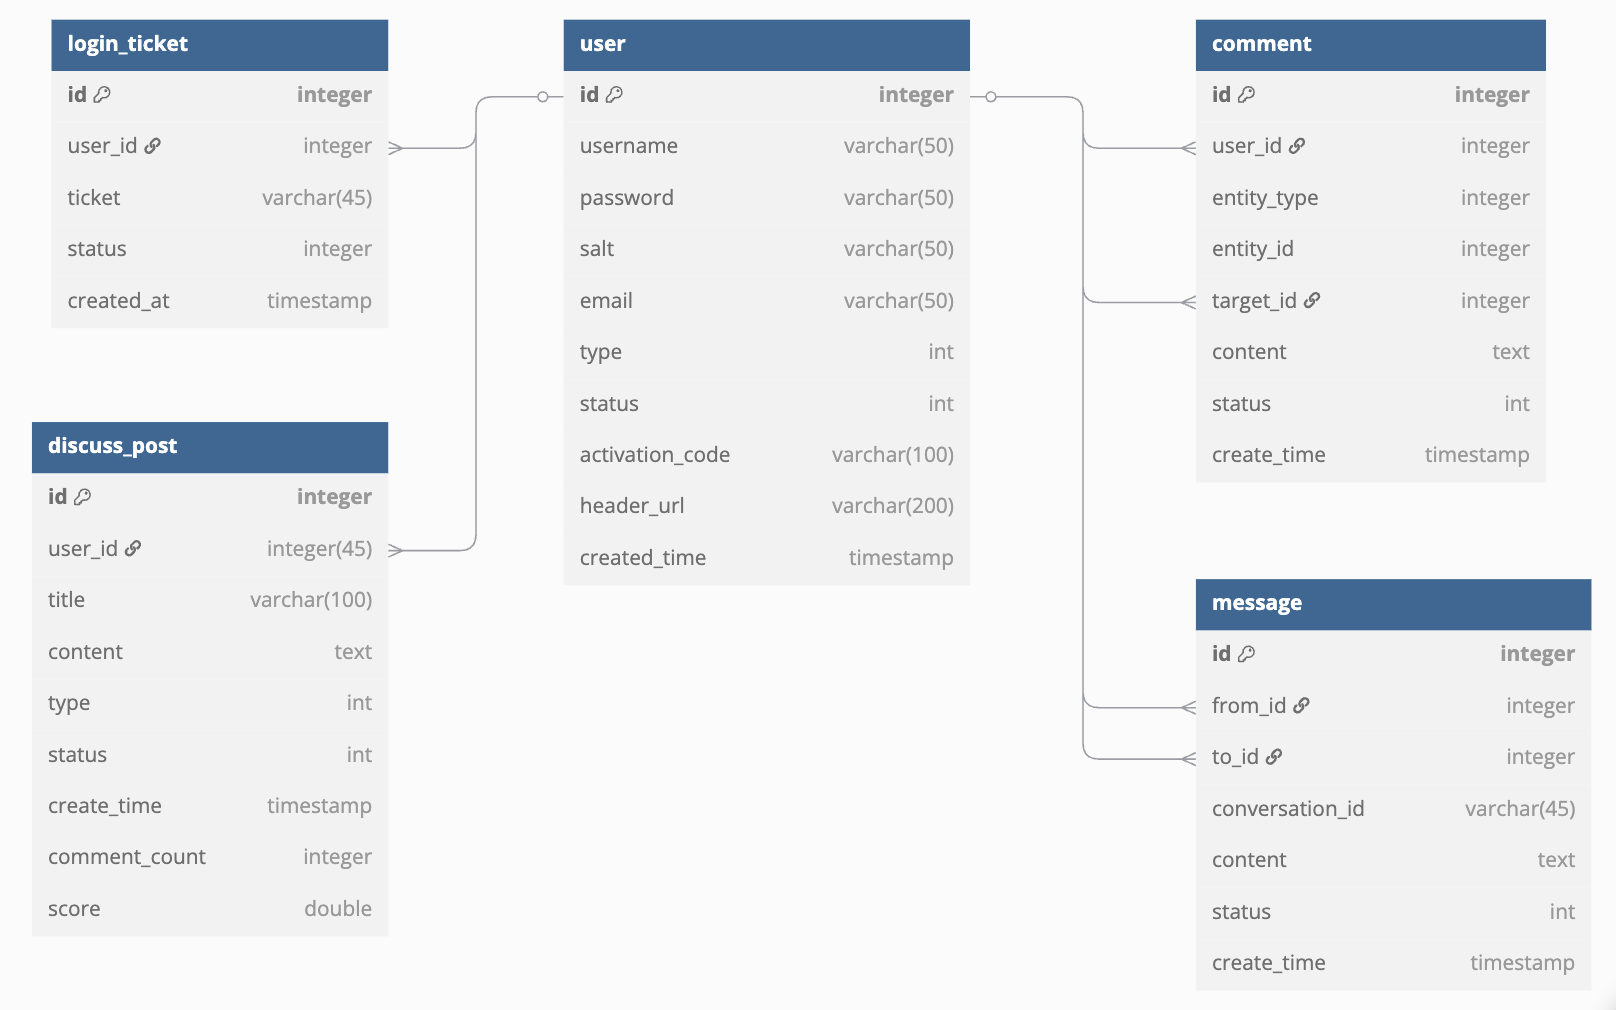 login_ticket
id integer
user_id integer
ticket varchar(45)
status integer
created_at timestamp
discuss_post
id integer
user_id integer(45)
title varchar(100)
content text
type int
status int
create_time timestamp
comment_count integer
score double
user
id integer
username varchar(50)
password varchar(50)
salt varchar(50)
email varchar(50)
type int
status int
activation_code varchar(100)
header_url varchar(200)
created_time timestamp
comment
id integer
user_id integer
entity_type integer
entity_id integer
target_id integer
content text
status int
create_time timestamp
message
id integer
from_id integer
to_id integer
conversation_id varchar(45)
content text
status int
create_time timestamp